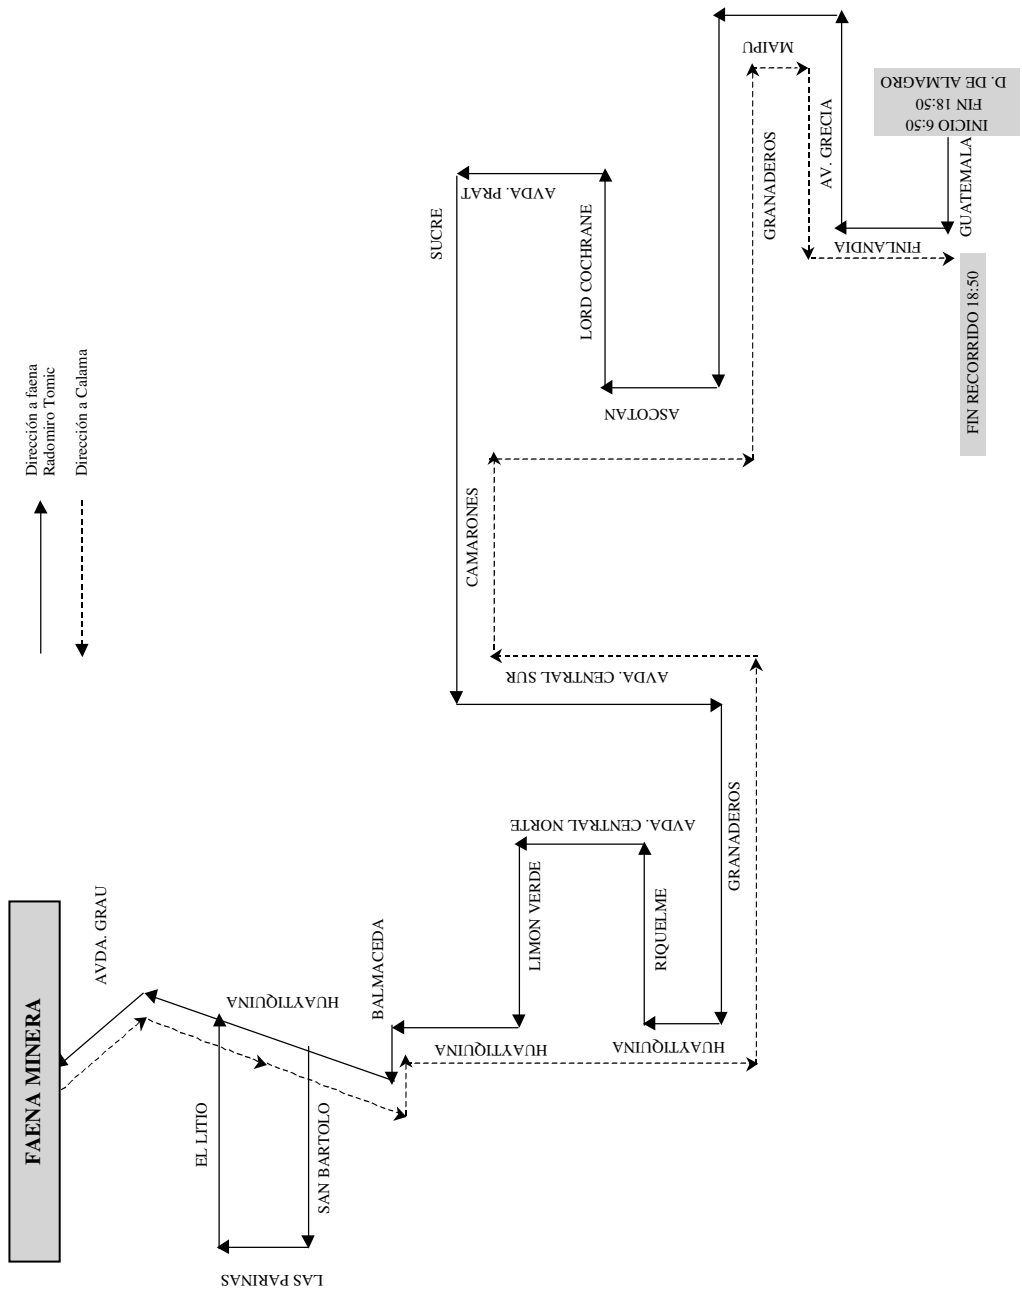 FAENA MINERA
AVDA. GRAU
HUAYTIQUINA
EL LITIO
SAN BARTOLO
LAS PARINAS
BALMACEDA
HUAYTIQUINA
LIMON VERDE
AVDA. CENTRAL NORTE
RIQUELME
HUAYTIQUINA
GRANADEROS
Dirección a faena
Radomiro Tomic
Dirección a Calama
SUCRE
AVDA. CENTRAL SUR
CAMARONES
AVDA. PRAT
LORD COCHRANE
ASCOTAN
MAIPU
GRANADEROS
AV. GRECIA
FINLANDIA
INICIO 6:50
FIN 18:50
D. DE ALMAGRO
GUATEMALA
FIN RECORRIDO 18:50